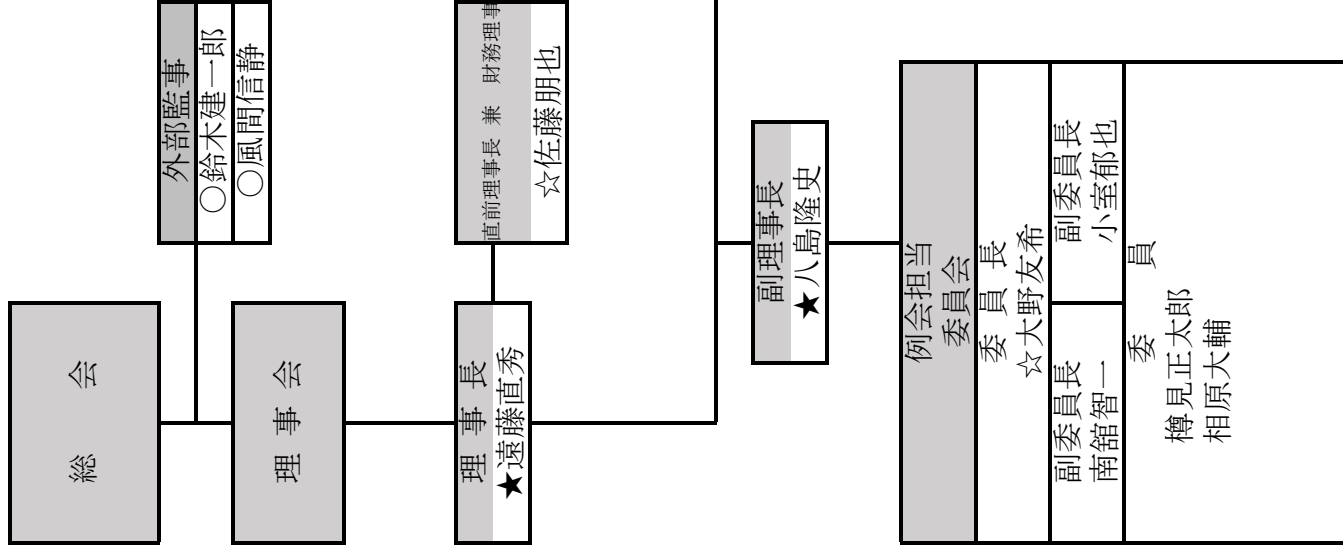 総　　会
外部監事
○鈴木建一郎
○風間信静
理 事 会
理 事 長
★遠藤直秀
直前理事長 兼 財務理事
☆佐藤朋也
副理事長
★八島隆史
例会担当
委員会
委 員 長
☆大野友希
副委員長
南舘智一
副委員長
小室郁也
委　　員
樽見正太郎
相原大輔